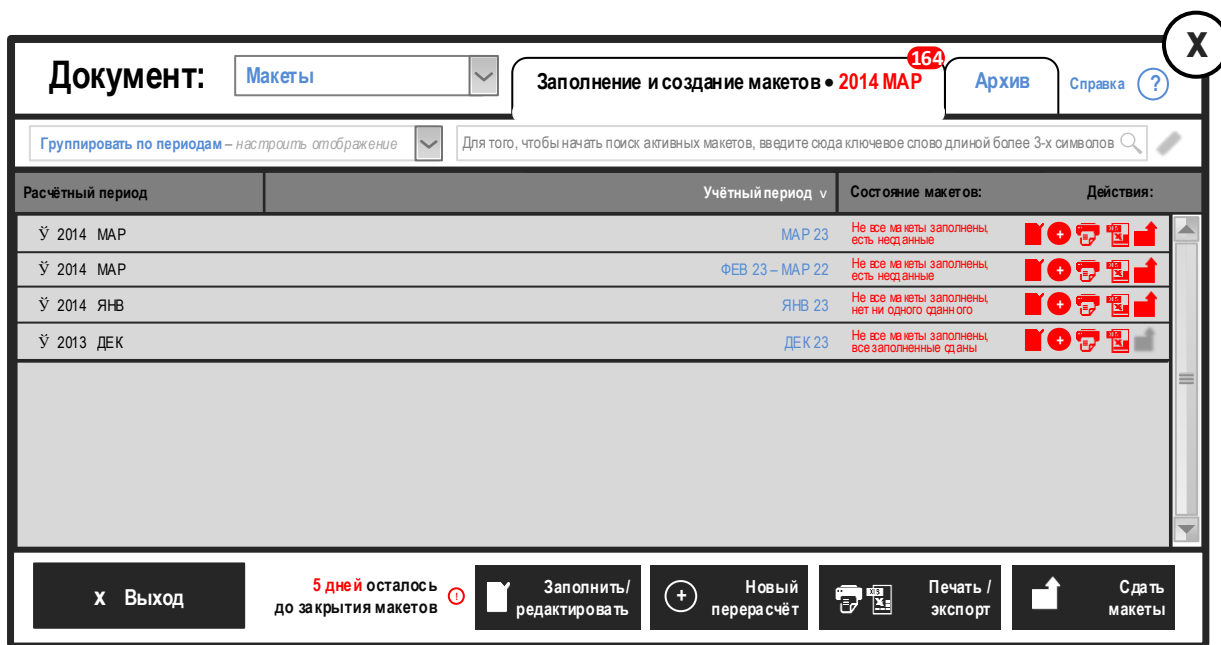 X
Документ:
Макеты
Заполнение и создание макетов • 2014 МАР
164
Архив
Справка ?
Группировать по периодам – настроить отображение
Для того, чтобы начать поиск активных макетов, введите сюда ключевое слово длиной более 3-х символов
Расчётный период
Учётный период v
Состояние макетов:
Действия:
Ў 2014 МАР
МАР 23
Не все макеты заполнены,
есть несданные
Ў 2014 МАР
ФЕВ 23 – МАР 22
Не все макеты заполнены,
есть несданные
Ў 2014 ЯНВ
ЯНВ 23
Не все макеты заполнены,
нет ни одного сданного
Ў 2013 ДЕК
ДЕК 23
Не все макеты заполнены,
все заполненные сданы
X Выход
5 дней осталось
до закрытия макетов
Заполнить/
редактировать
Новый
перерасчёт
Печать /
экспорт
Сдать
макеты